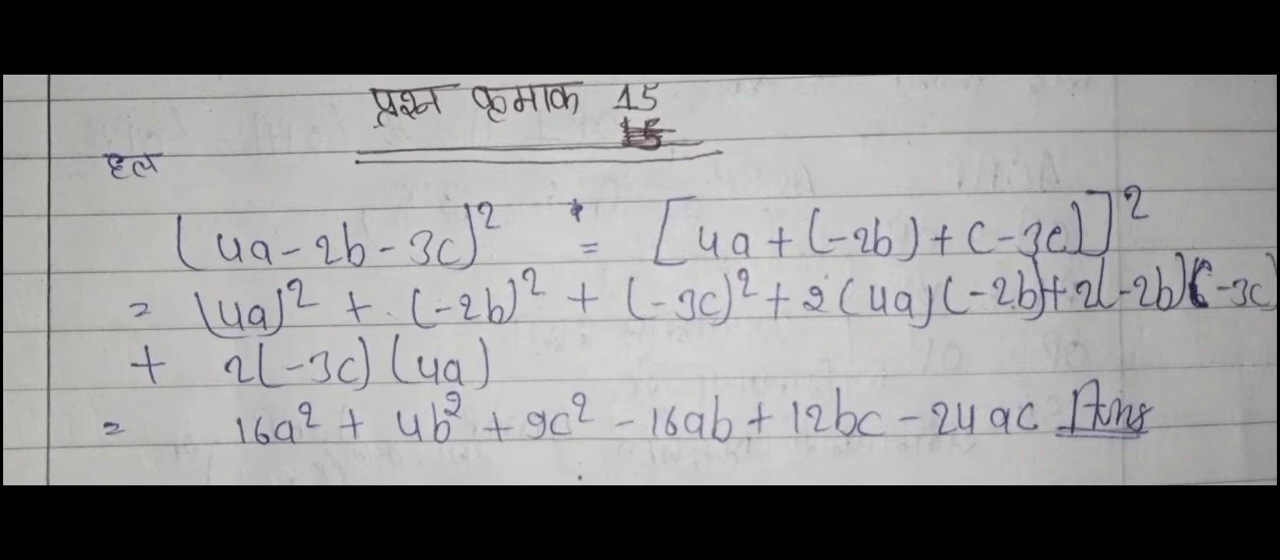 प्रश्न क्रमाक 15
15
हल
(4a-2b-3c)² = [4a+(-2b)+(-3c)]²
= (4a)² + (-2b)² + (-3c)² + 2(4a)(-2b)+2(-2b)(-3c)
+ 2(-3c)(4a)
= 16a² + 4b² + 9c² - 16ab + 12bc - 24ac Ans